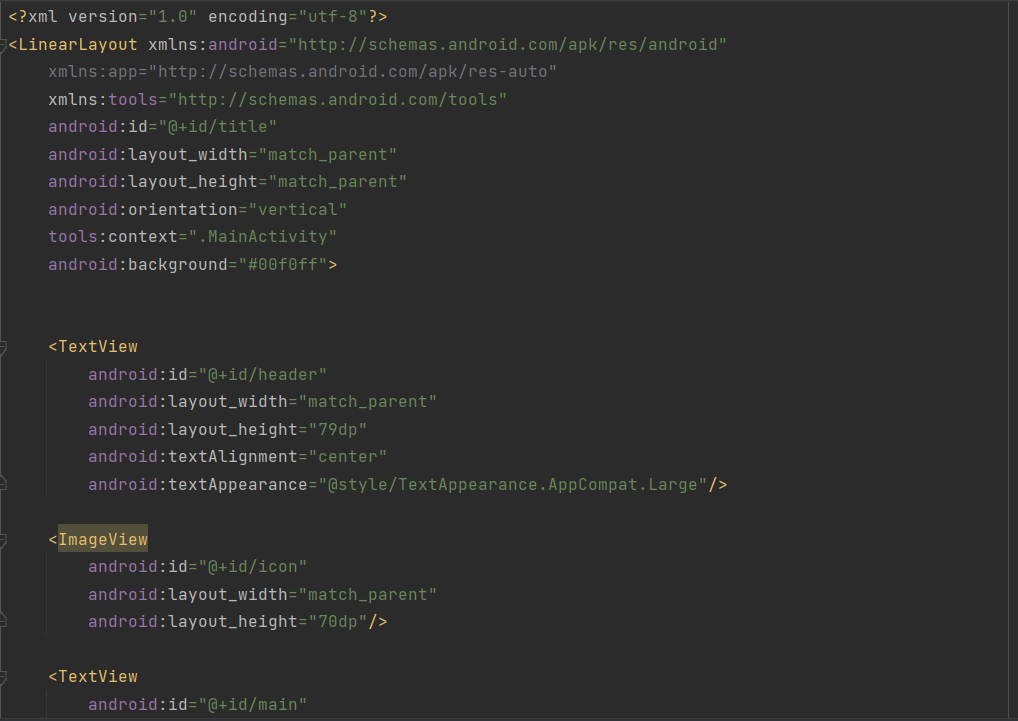 <?xml version="1.0" encoding="utf-8"?>
<LinearLayout xmlns:android="http://schemas.android.com/apk/res/android"
    xmlns:app="http://schemas.android.com/apk/res-auto"
    xmlns:tools="http://schemas.android.com/tools"
    android:id="@+id/title"
    android:layout_width="match_parent"
    android:layout_height="match_parent"
    android:orientation="vertical"
    tools:context=".MainActivity"
    android:background="#00f0ff">
    <TextView
        android:id="@+id/header"
        android:layout_width="match_parent"
        android:layout_height="79dp"
        android:textAlignment="center"
        android:textAppearance="@style/TextAppearance.AppCompat.Large"/>
    <ImageView
        android:id="@+id/icon"
        android:layout_width="match_parent"
        android:layout_height="70dp"/>
    <TextView
        android:id="@+id/main"